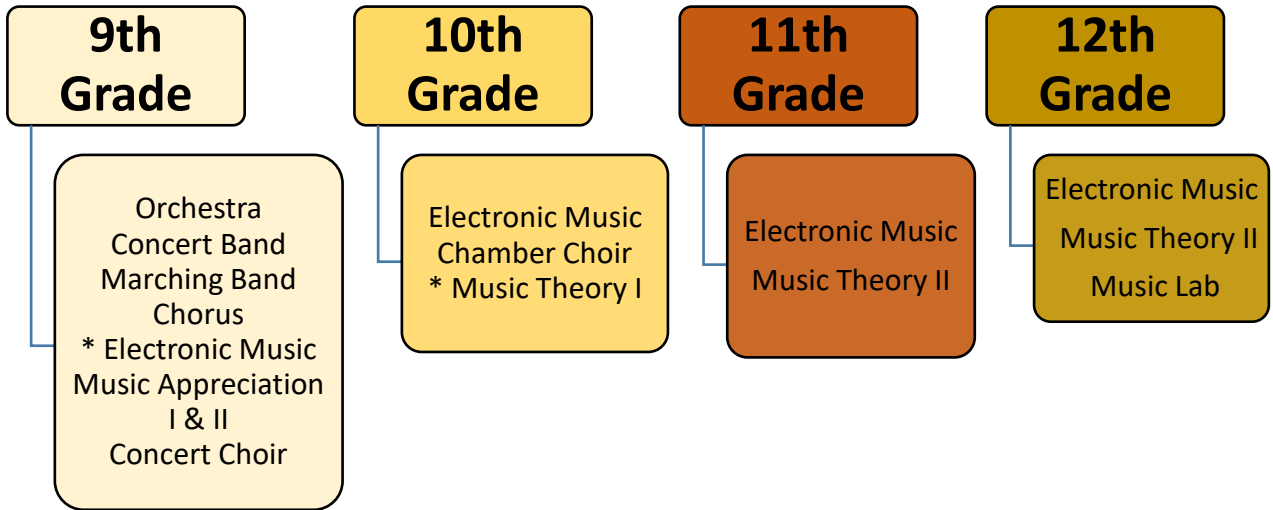 9th
Grade
Orchestra
Concert Band
Marching Band
Chorus
* Electronic Music
Music Appreciation
I & II
Concert Choir
10th
Grade
Electronic Music
Chamber Choir
* Music Theory I
11th
Grade
Electronic Music
Music Theory II
12th
Grade
Electronic Music
Music Theory II
Music Lab